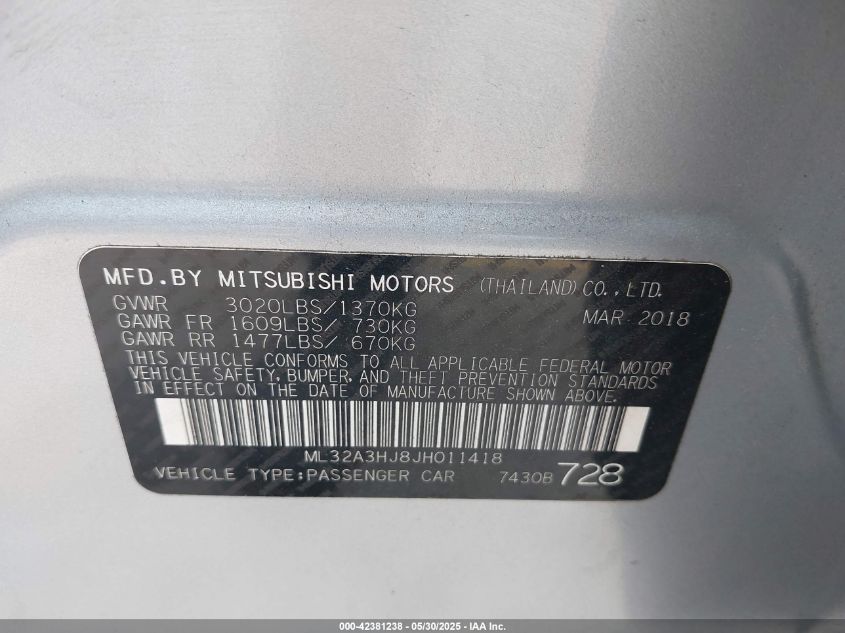 MFD.BY MITSUBISHI MOTORS (THAILAND) CO., LTD.
GVWR 3020LBS/1370KG MAR 2018
GAWR FR 1609LBS/ 730KG
GAWR RR 1477LBS/ 670KG
THIS VEHICLE CONFORMS TO ALL APPLICABLE FEDERAL MOTOR
VEHICLE SAFETY, BUMPER, AND THEFT PREVENTION STANDARDS
IN EFFECT ON THE DATE OF MANUFACTURE SHOWN ABOVE.
ML32A3HJ8JH011418
VEHICLE TYPE:PASSENGER CAR 7430B 728
000-42381238 - 05/30/2025 - IAA Inc.